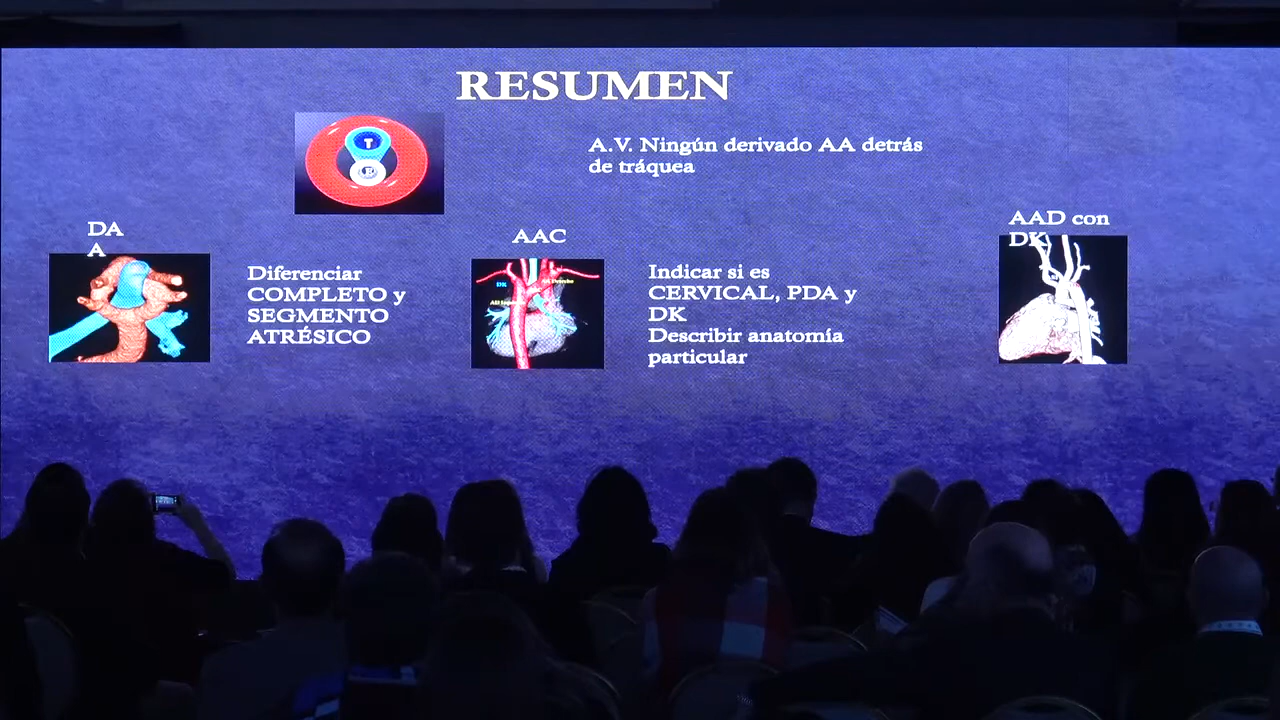 RESUMEN
T
E
A.V. Ningún derivado AA detrás
de tráquea
DA
A
Diferenciar
COMPLETO y
SEGMENTO
ATRÉSICO
AAC
Indicar si es
CERVICAL, PDA y
DK
Describir anatomía
particular
AAD con
DK